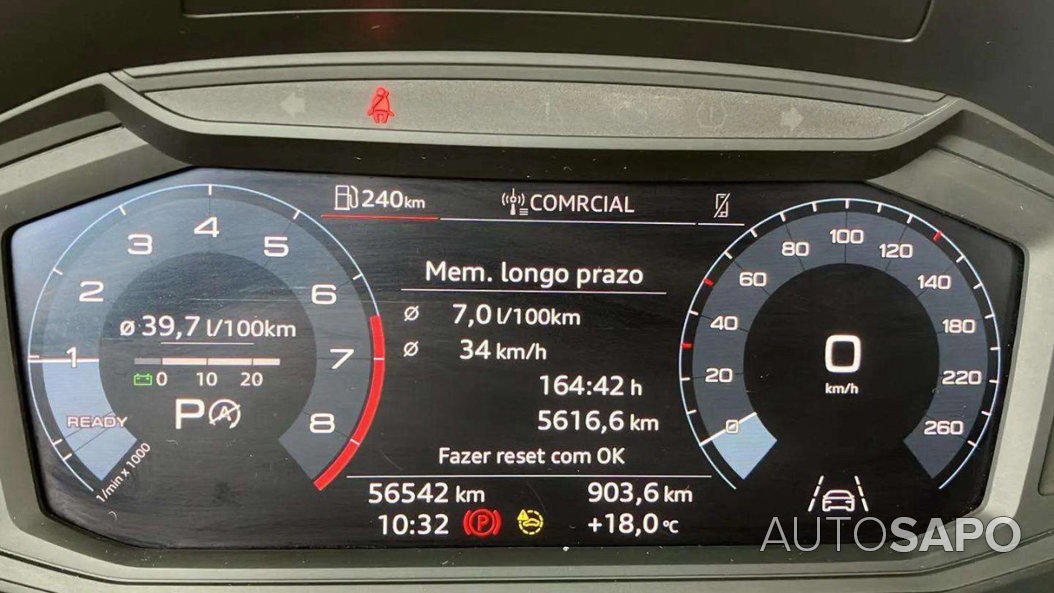 240 km
COMRCIAL
Mem. longo prazo
ø 7,0 l/100km
ø 34 km/h
164:42 h
5616,6 km
Fazer reset com OK
56542 km
903,6 km
10:32
P
+18,0 °C
1
2
3
4
5
6
7
8
ø 39,7 l/100km
0 10 20
P A
READY
1/min x 1000
0
20
40
60
80
100
120
140
180
220
260
0
km/h
AUTOSAPO